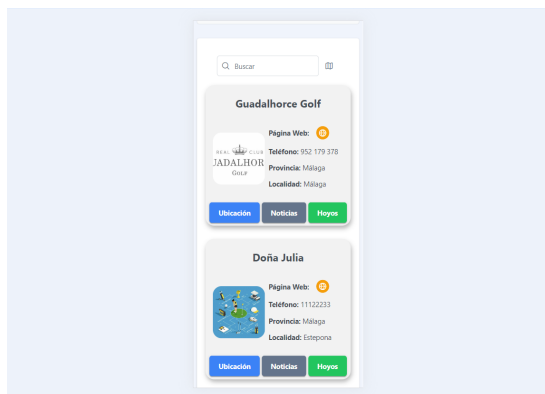 Buscar
Guadalhorce Golf
Página Web:
REAL CLUB
JADALHOR
GOLF
Teléfono: 952 179 378
Provincia: Málaga
Localidad: Málaga
Ubicación Noticias Hoyos
Doña Julia
Página Web:
Teléfono: 11122233
Provincia: Málaga
Localidad: Estepona
Ubicación Noticias Hoyos